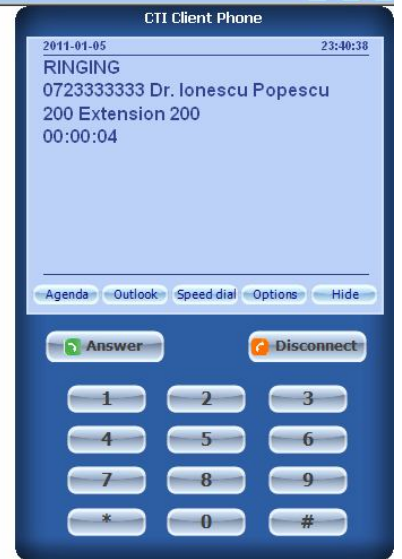 CTI Client Phone
2011-01-05 23:40:38
RINGING
0723333333 Dr. Ionescu Popescu
200 Extension 200
00:00:04
Agenda Outlook Speed dial Options Hide
Answer Disconnect
1 2 3
4 5 6
7 8 9
* 0 #